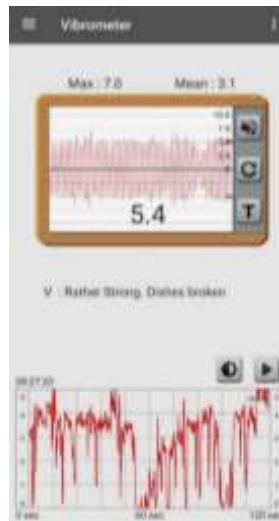 Vibrometer
Max : 7.0 Mean : 3.1
5.4
T
V : Rather Strong. Dishes broken
0 sec 60 sec 120 sec